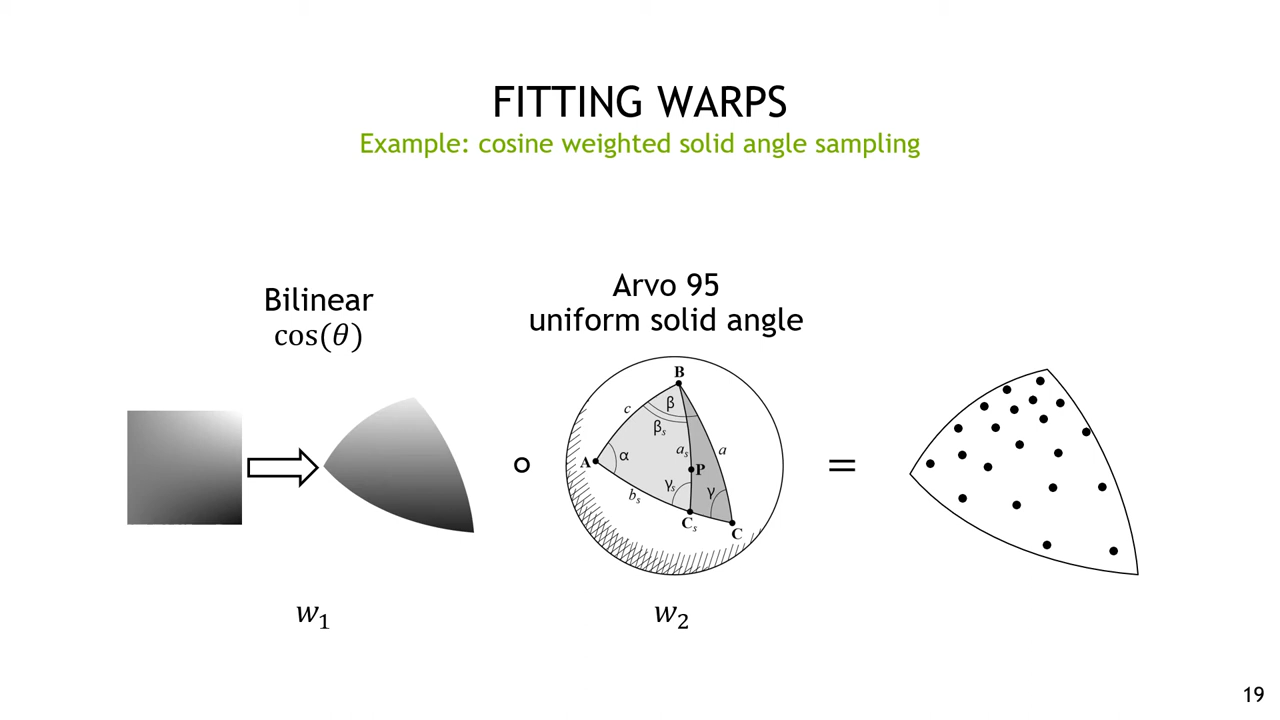 FITTING WARPS
Example: cosine weighted solid angle sampling
Bilinear
cos(θ)
Arvo 95
uniform solid angle
B
c
β
βₛ
A
α
aₛ
a
P
bₛ
γₛ
γ
Cₛ
C
∘
=
w₁
w₂
19